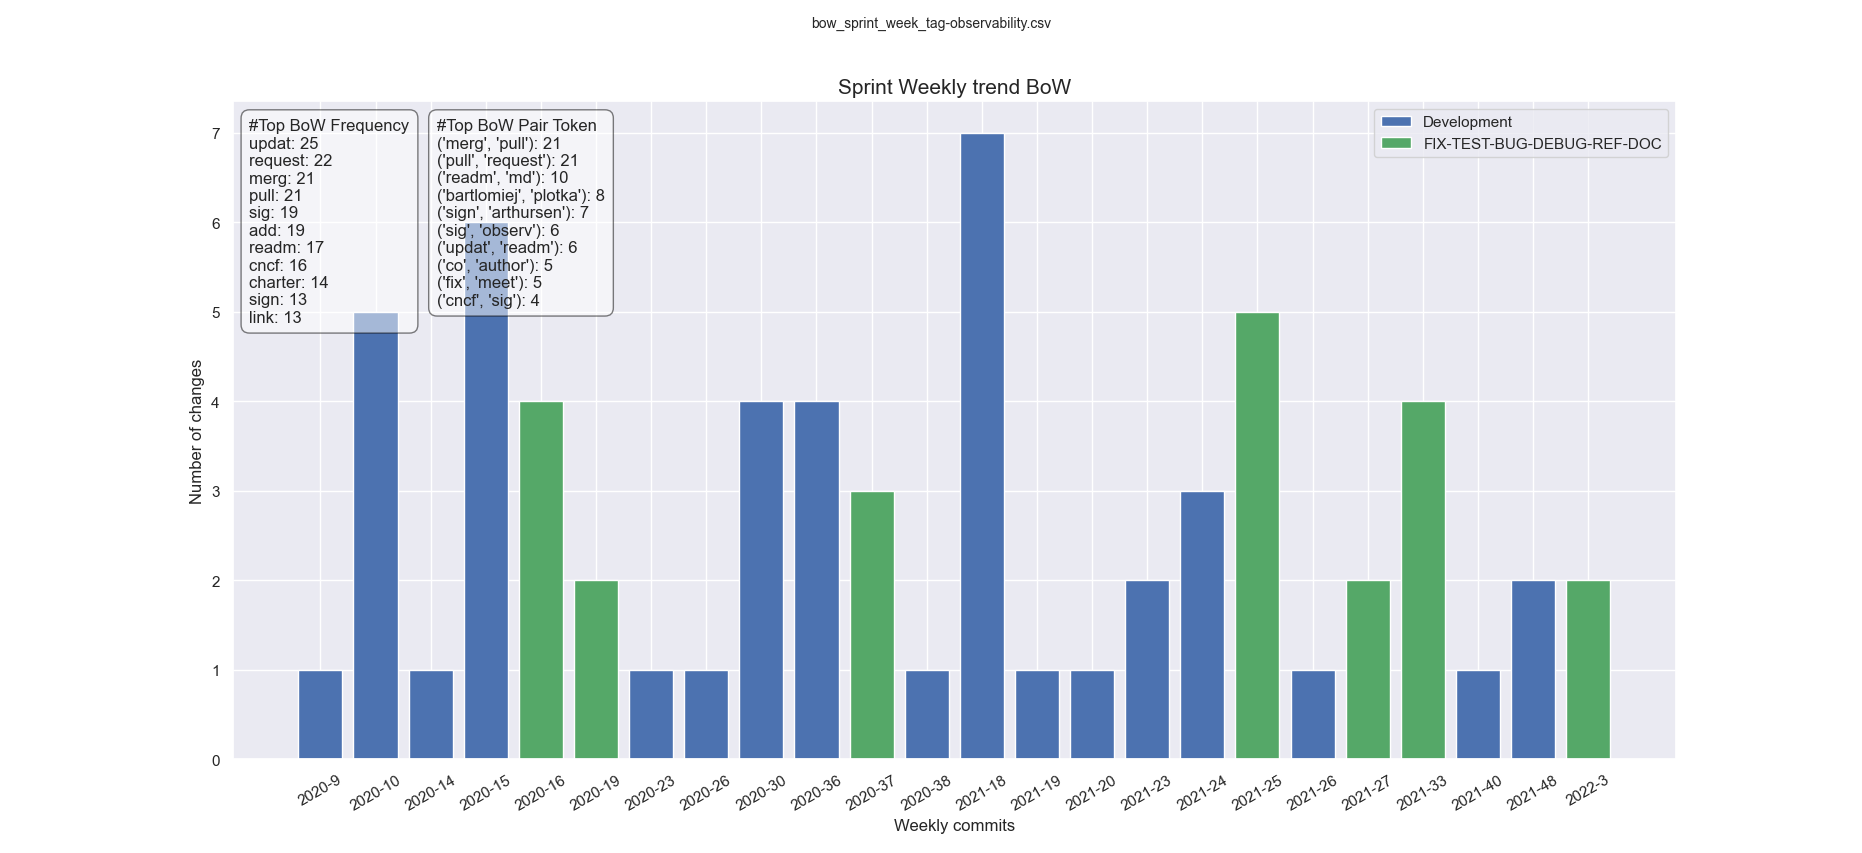 bow_sprint_week_tag-observability.csv
Sprint Weekly trend BoW
#Top BoW Frequency
updat: 25
request: 22
merg: 21
pull: 21
sig: 19
add: 19
readm: 17
cncf: 16
charter: 14
sign: 13
link: 13
#Top BoW Pair Token
('merg', 'pull'): 21
('pull', 'request'): 21
('readm', 'md'): 10
('bartlomiej', 'plotka'): 8
('sign', 'arthursen'): 7
('sig', 'observ'): 6
('updat', 'readm'): 6
('co', 'author'): 5
('fix', 'meet'): 5
('cncf', 'sig'): 4
Development
FIX-TEST-BUG-DEBUG-REF-DOC
Number of changes
7
6
5
4
3
2
1
0
2020-9
2020-10
2020-14
2020-15
2020-16
2020-19
2020-23
2020-26
2020-30
2020-36
2020-37
2020-38
2021-18
2021-19
2021-20
2021-23
2021-24
2021-25
2021-26
2021-27
2021-33
2021-40
2021-48
2022-3
Weekly commits